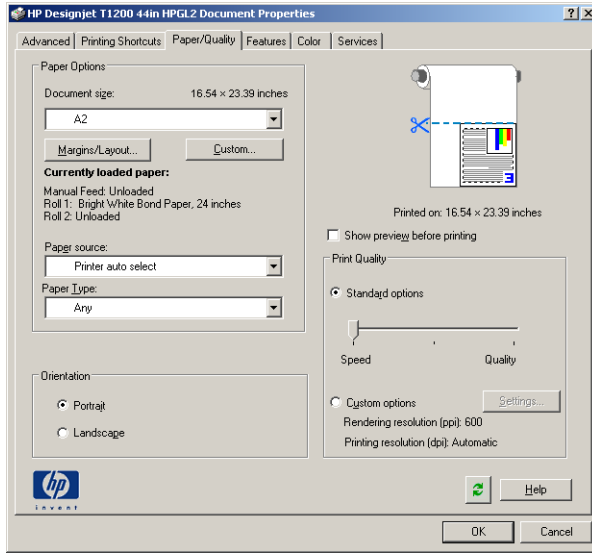 HP Designjet T1200 44in HPGL2 Document Properties
Advanced Printing Shortcuts Paper/Quality Features Color Services
Paper Options
Document size: 16.54 × 23.39 inches
A2
Margins/Layout... Custom...
Currently loaded paper:
Manual Feed: Unloaded
Roll 1: Bright White Bond Paper, 24 inches
Roll 2: Unloaded
Paper source:
Printer auto select
Paper Type:
Any
Orientation
Portrait
Landscape
Printed on: 16.54 × 23.39 inches
Show preview before printing
Print Quality
Standard options
Speed Quality
Custom options Settings...
Rendering resolution (ppi): 600
Printing resolution (dpi): Automatic
hp
invent
Help
OK Cancel